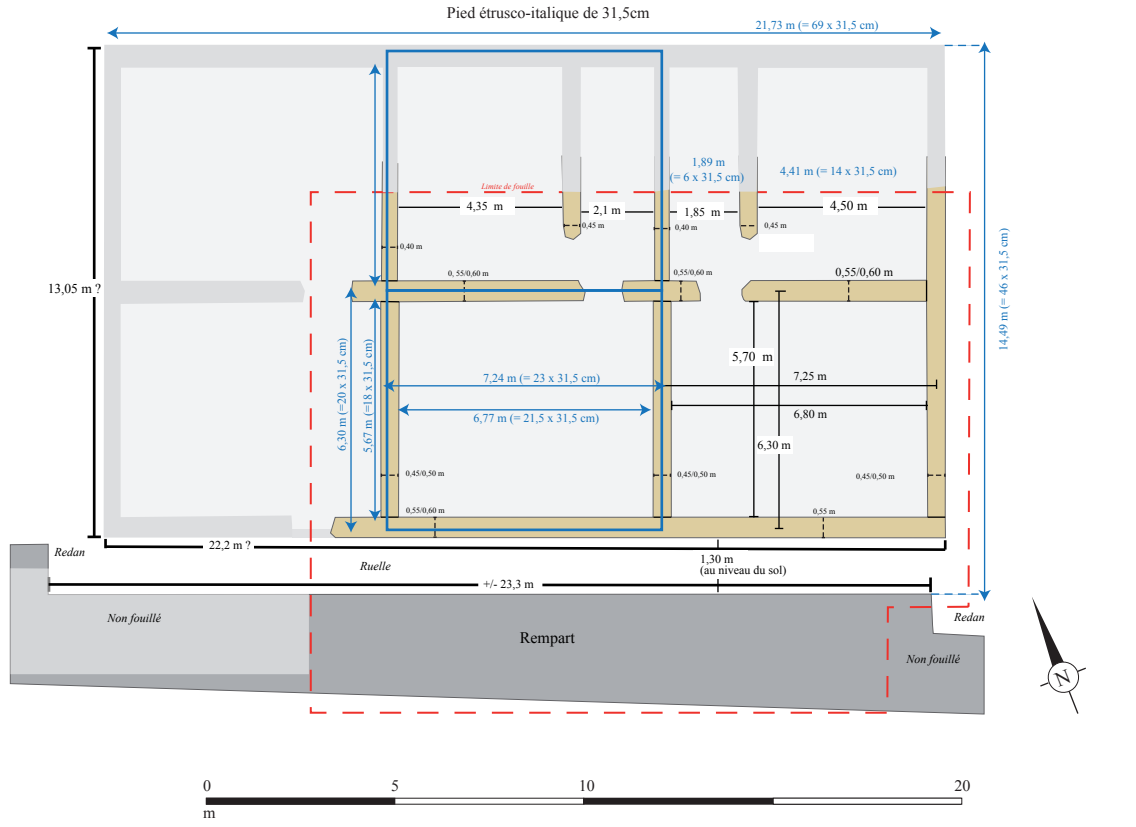 Pied étrusco-italique de 31,5cm
21,73 m (= 69 x 31,5 cm)
1,89 m
(= 6 x 31,5 cm)
4,41 m (= 14 x 31,5 cm)
Limite de fouille
4,35 m
2,1 m
1,85 m
4,50 m
0,45 m
0,40 m
0,45 m
0,40 m
0, 55/0,60 m
0,55/0,60 m
0,55/0,60 m
13,05 m ?
14,49 m (= 46 x 31,5 cm)
6,30 m (=20 x 31,5 cm)
5,67 m (=18 x 31,5 cm)
5,70 m
7,24 m (= 23 x 31,5 cm)
7,25 m
6,77 m (= 21,5 x 31,5 cm)
6,80 m
6,30 m
0,45/0,50 m
0,45/0,50 m
0,45/0,50 m
0,55/0,60 m
0,55 m
22,2 m ?
Redan
Ruelle
1,30 m
(au niveau du sol)
+/- 23,3 m
Non fouillé
Redan
Rempart
Non fouillé
N
0
5
10
20
m